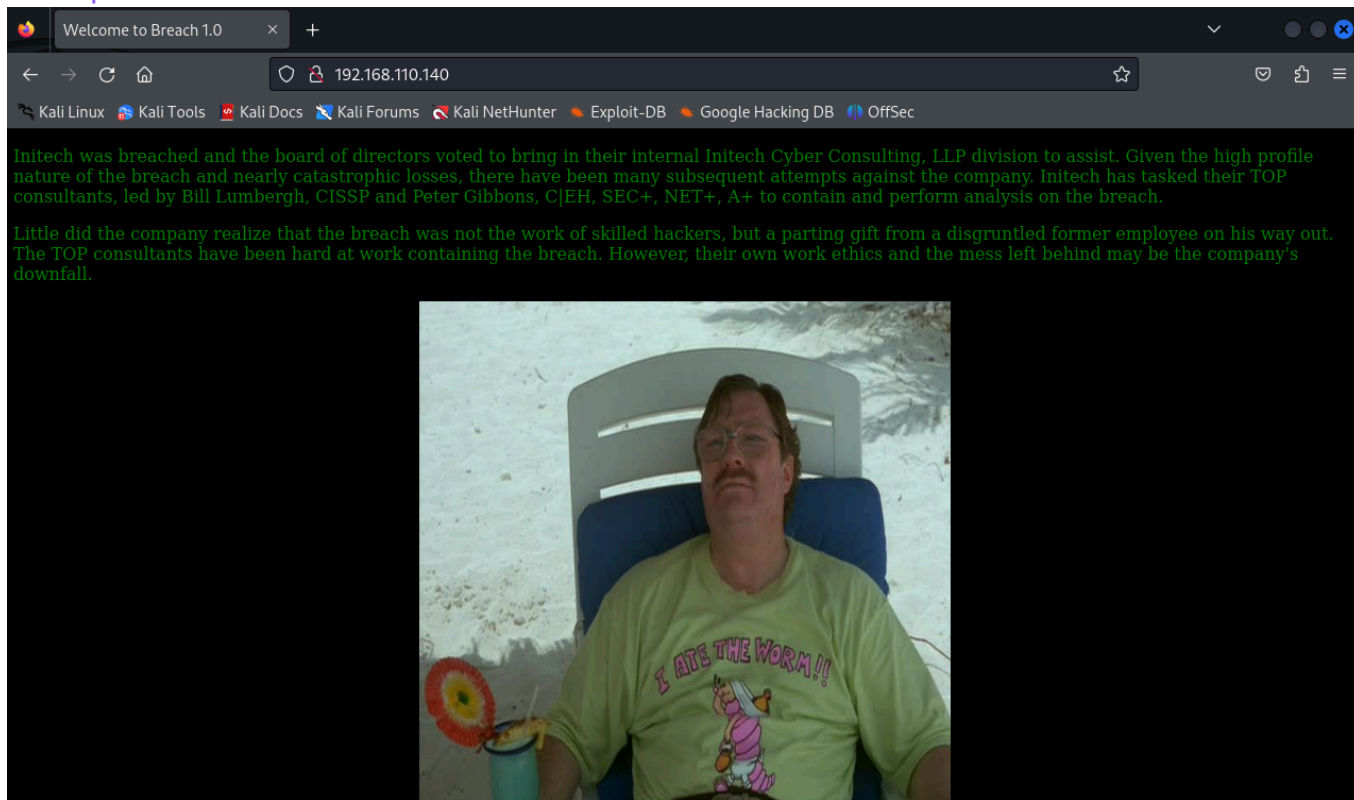 Welcome to Breach 1.0
192.168.110.140
Kali Linux Kali Tools Kali Docs Kali Forums Kali NetHunter Exploit-DB Google Hacking DB OffSec
Initech was breached and the board of directors voted to bring in their internal Initech Cyber Consulting, LLP division to assist. Given the high profile
nature of the breach and nearly catastrophic losses, there have been many subsequent attempts against the company. Initech has tasked their TOP
consultants, led by Bill Lumbergh, CISSP and Peter Gibbons, C|EH, SEC+, NET+, A+ to contain and perform analysis on the breach.
Little did the company realize that the breach was not the work of skilled hackers, but a parting gift from a disgruntled former employee on his way out.
The TOP consultants have been hard at work containing the breach. However, their own work ethics and the mess left behind may be the company's
downfall.
I ATE THE WORM!!